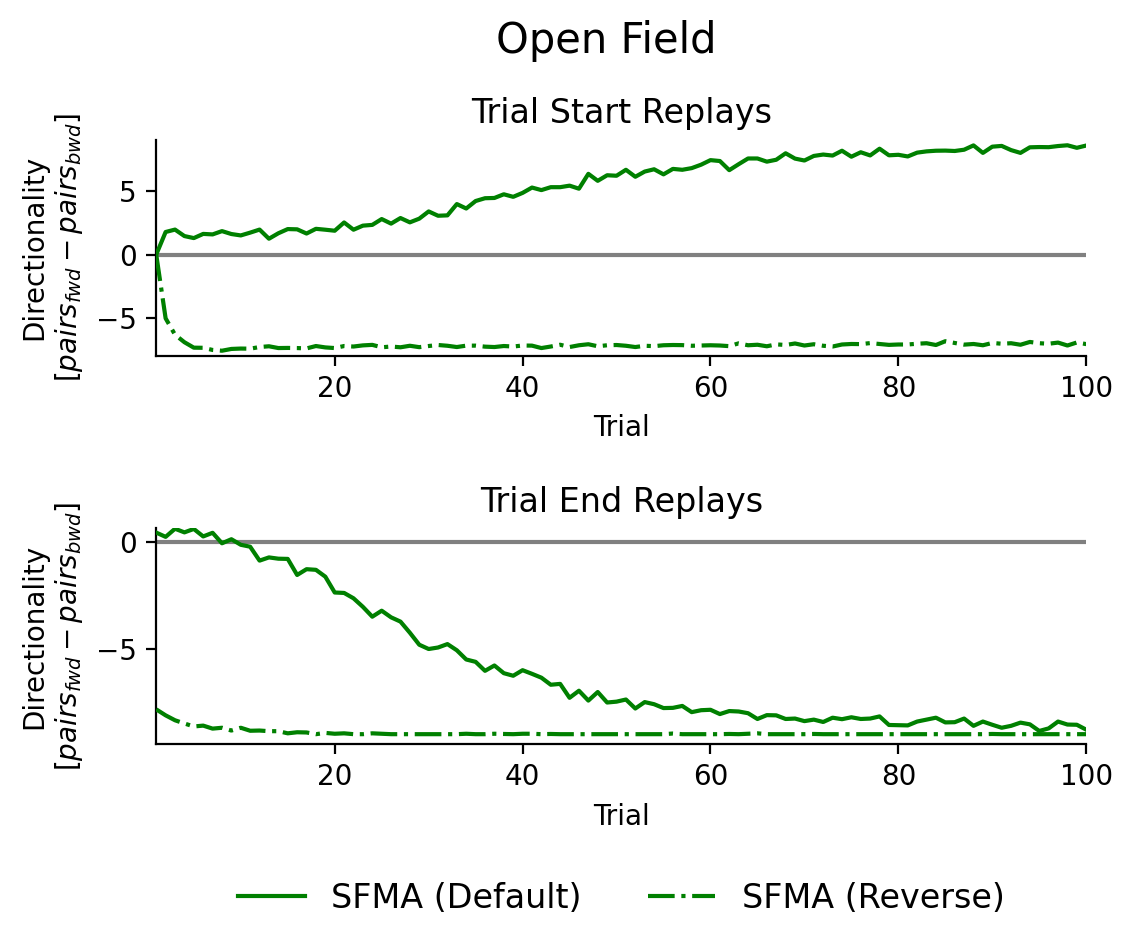 Open Field
Trial Start Replays
Directionality
[pairs_fwd − pairs_bwd]
5
0
−5
20 40 60 80 100
Trial
Trial End Replays
Directionality
[pairs_fwd − pairs_bwd]
0
−5
20 40 60 80 100
Trial
SFMA (Default) SFMA (Reverse)